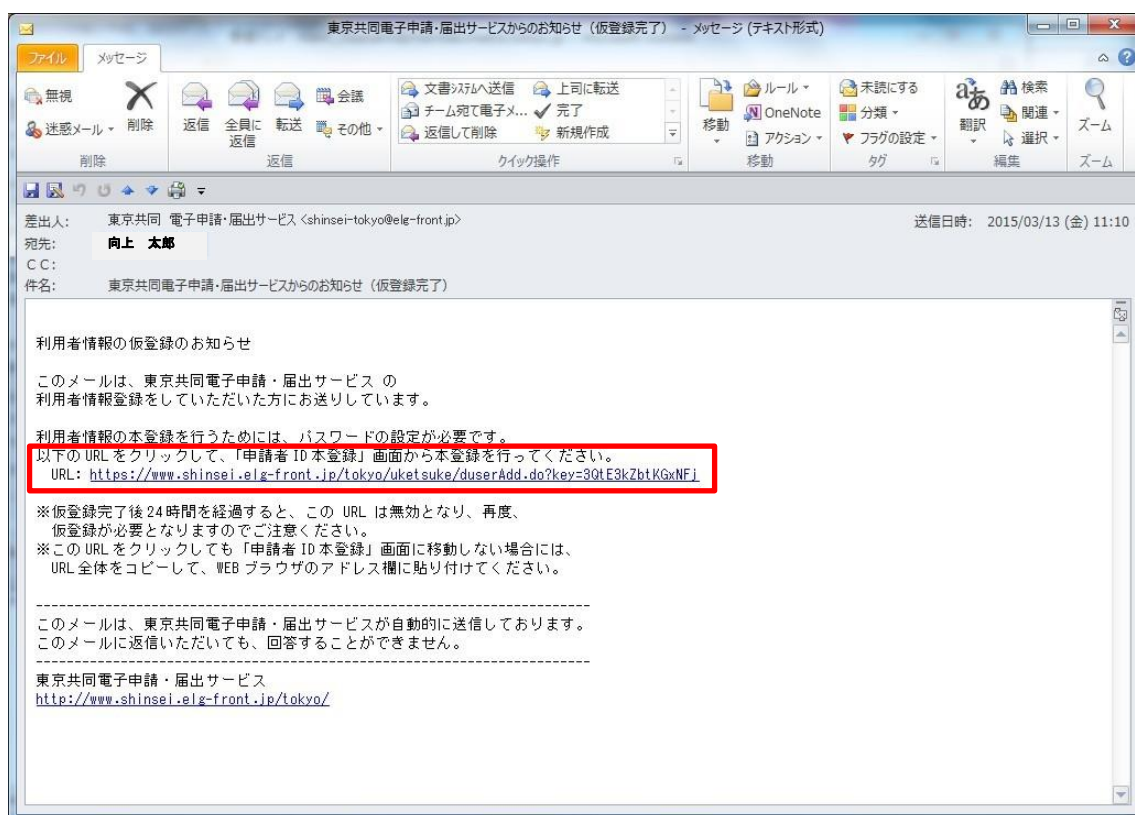 東京共同電子申請・届出サービスからのお知らせ（仮登録完了） - メッセージ (テキスト形式)
ファイル メッセージ
無視
迷惑メール
削除
削除
返信
全員に返信
転送
会議
その他
返信
文書システムへ送信
上司に転送
チーム宛て電子メ...
完了
返信して削除
新規作成
クイック操作
移動
ルール
OneNote
アクション
移動
未読にする
分類
フラグの設定
タグ
翻訳
検索
関連
選択
編集
ズーム
ズーム
差出人: 東京共同 電子申請・届出サービス <shinsei-tokyo@elg-front.jp>
送信日時: 2015/03/13 (金) 11:10
宛先: 向上 太郎
CC:
件名: 東京共同電子申請・届出サービスからのお知らせ（仮登録完了）
利用者情報の仮登録のお知らせ
このメールは、東京共同電子申請・届出サービス の
利用者情報登録をしていただいた方にお送りしています。
利用者情報の本登録を行うためには、パスワードの設定が必要です。
以下のURLをクリックして、「申請者ID本登録」画面から本登録を行ってください。
URL: https://www.shinsei.elg-front.jp/tokyo/uketsuke/duserAdd.do?key=3QtE3kZbtKGxNFj
※仮登録完了後24時間を経過すると、この URL は無効となり、再度、
仮登録が必要となりますのでご注意ください。
※このURLをクリックしても「申請者ID本登録」画面に移動しない場合には、
URL全体をコピーして、WEBブラウザのアドレス欄に貼り付けてください。
------------------------------------------------------------------------
このメールは、東京共同電子申請・届出サービスが自動的に送信しております。
このメールに返信いただいても、回答することができません。
------------------------------------------------------------------------
東京共同電子申請・届出サービス
http://www.shinsei.elg-front.jp/tokyo/